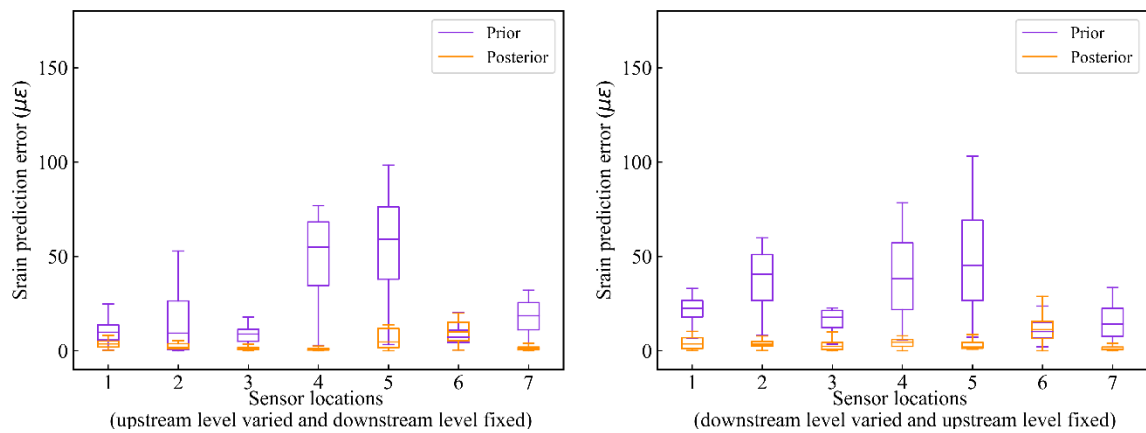 Prior
Posterior
150
100
50
0
Srain prediction error (με)
1 2 3 4 5 6 7
Sensor locations
(upstream level varied and downstream level fixed)
Prior
Posterior
150
100
50
0
Srain prediction error (με)
1 2 3 4 5 6 7
Sensor locations
(downstream level varied and upstream level fixed)